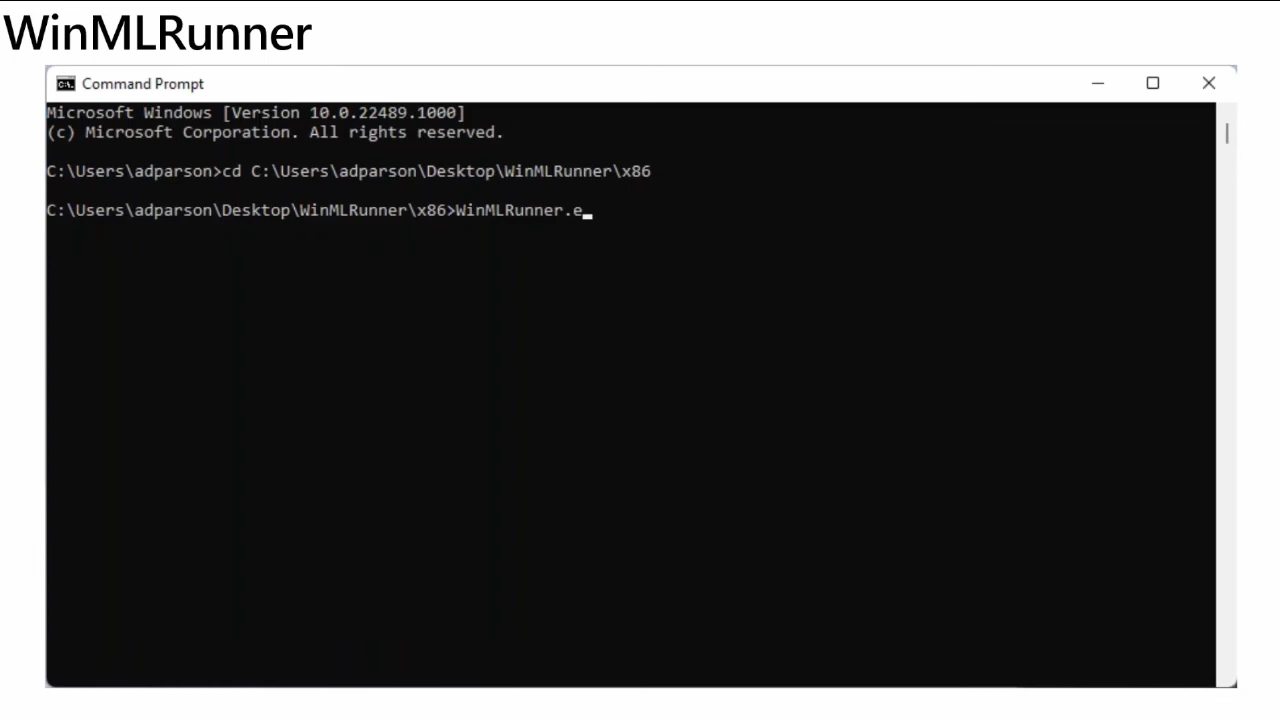 WinMLRunner
Command Prompt
Microsoft Windows [Version 10.0.22489.1000]
(c) Microsoft Corporation. All rights reserved.
C:\Users\adparson>cd C:\Users\adparson\Desktop\WinMLRunner\x86
C:\Users\adparson\Desktop\WinMLRunner\x86>WinMLRunner.e